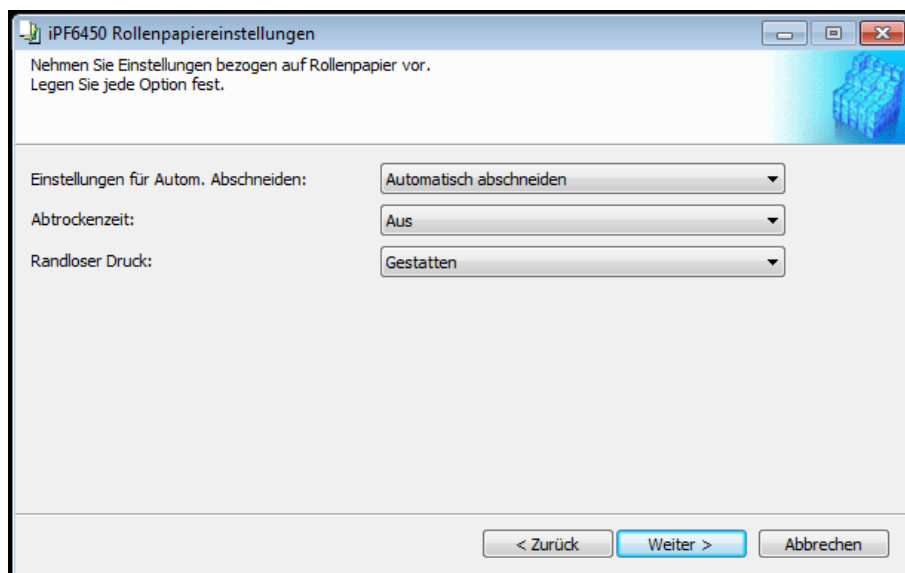 iPF6450 Rollenpapiereinstellungen
Nehmen Sie Einstellungen bezogen auf Rollenpapier vor.
Legen Sie jede Option fest.
Einstellungen für Autom. Abschneiden: Automatisch abschneiden
Abtrockenzeit: Aus
Randloser Druck: Gestatten
< Zurück Weiter > Abbrechen